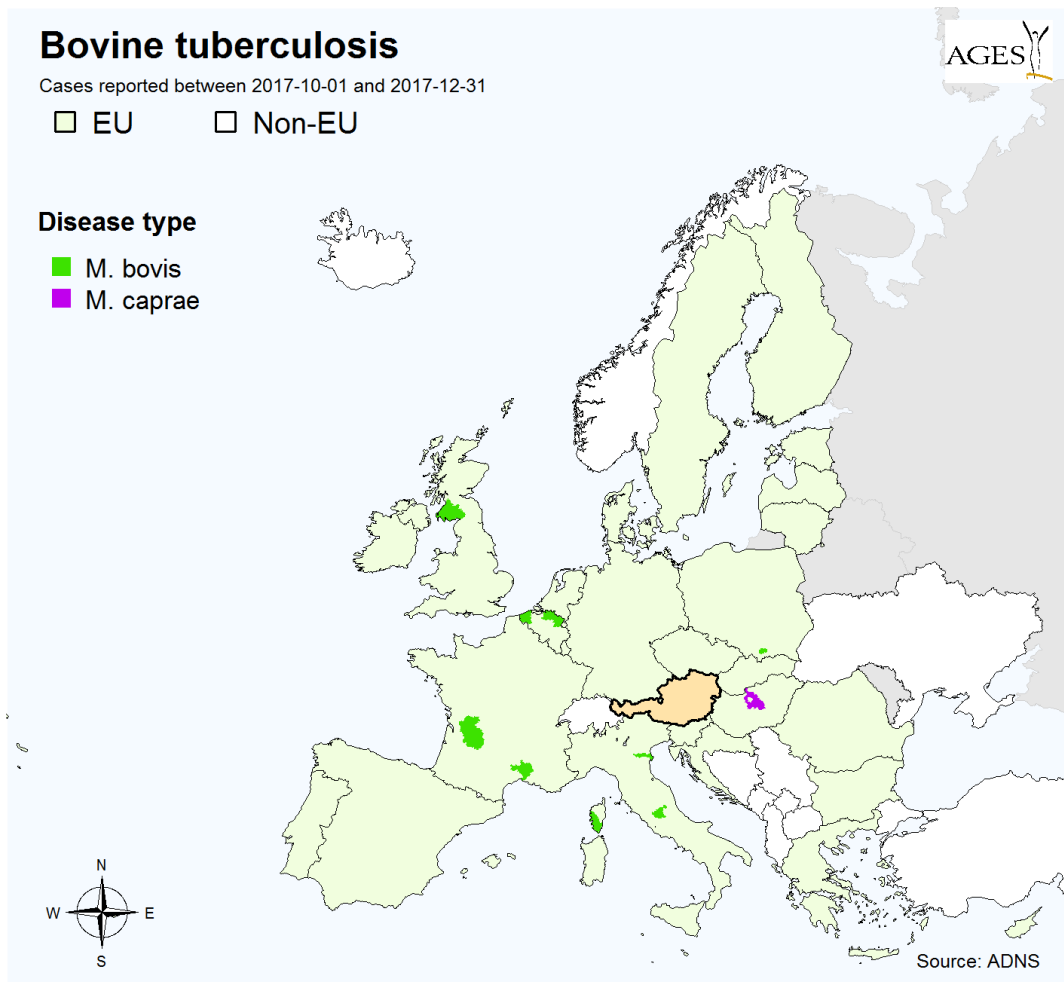 Bovine tuberculosis
Cases reported between 2017-10-01 and 2017-12-31
EU Non-EU
AGES
Disease type
M. bovis
M. caprae
N
W E
S
Source: ADNS